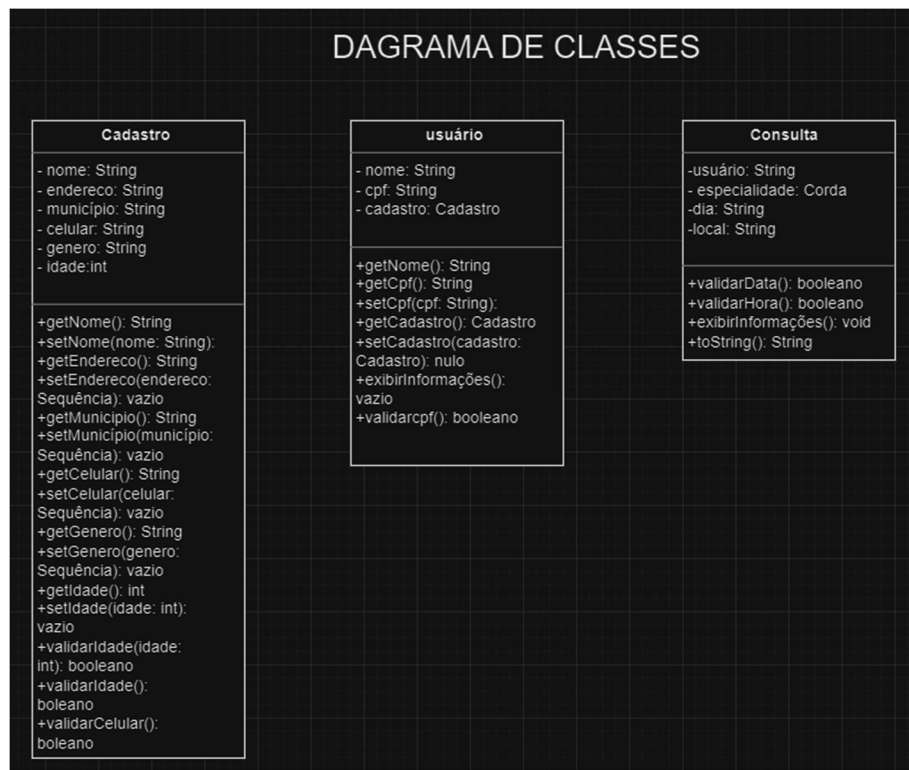 DAGRAMA DE CLASSES
Cadastro
- nome: String
- endereco: String
- município: String
- celular: String
- genero: String
- idade:int
+getNome(): String
+setNome(nome: String):
+getEndereco(): String
+setEndereco(endereco:
Sequência): vazio
+getMunicipio(): String
+setMunicípio(município:
Sequência): vazio
+getCelular(): String
+setCelular(celular:
Sequência): vazio
+getGenero(): String
+setGenero(genero:
Sequência): vazio
+getIdade(): int
+setIdade(idade: int):
vazio
+validarIdade(idade:
int): booleano
+validarIdade():
boleano
+validarCelular():
boleano
usuário
- nome: String
- cpf: String
- cadastro: Cadastro
+getNome(): String
+getCpf(): String
+setCpf(cpf: String):
+getCadastro(): Cadastro
+setCadastro(cadastro:
Cadastro): nulo
+exibirInformações():
vazio
+validarcpf(): booleano
Consulta
-usuário: String
- especialidade: Corda
-dia: String
-local: String
+validarData(): booleano
+validarHora(): booleano
+exibirInformações(): void
+toString(): String